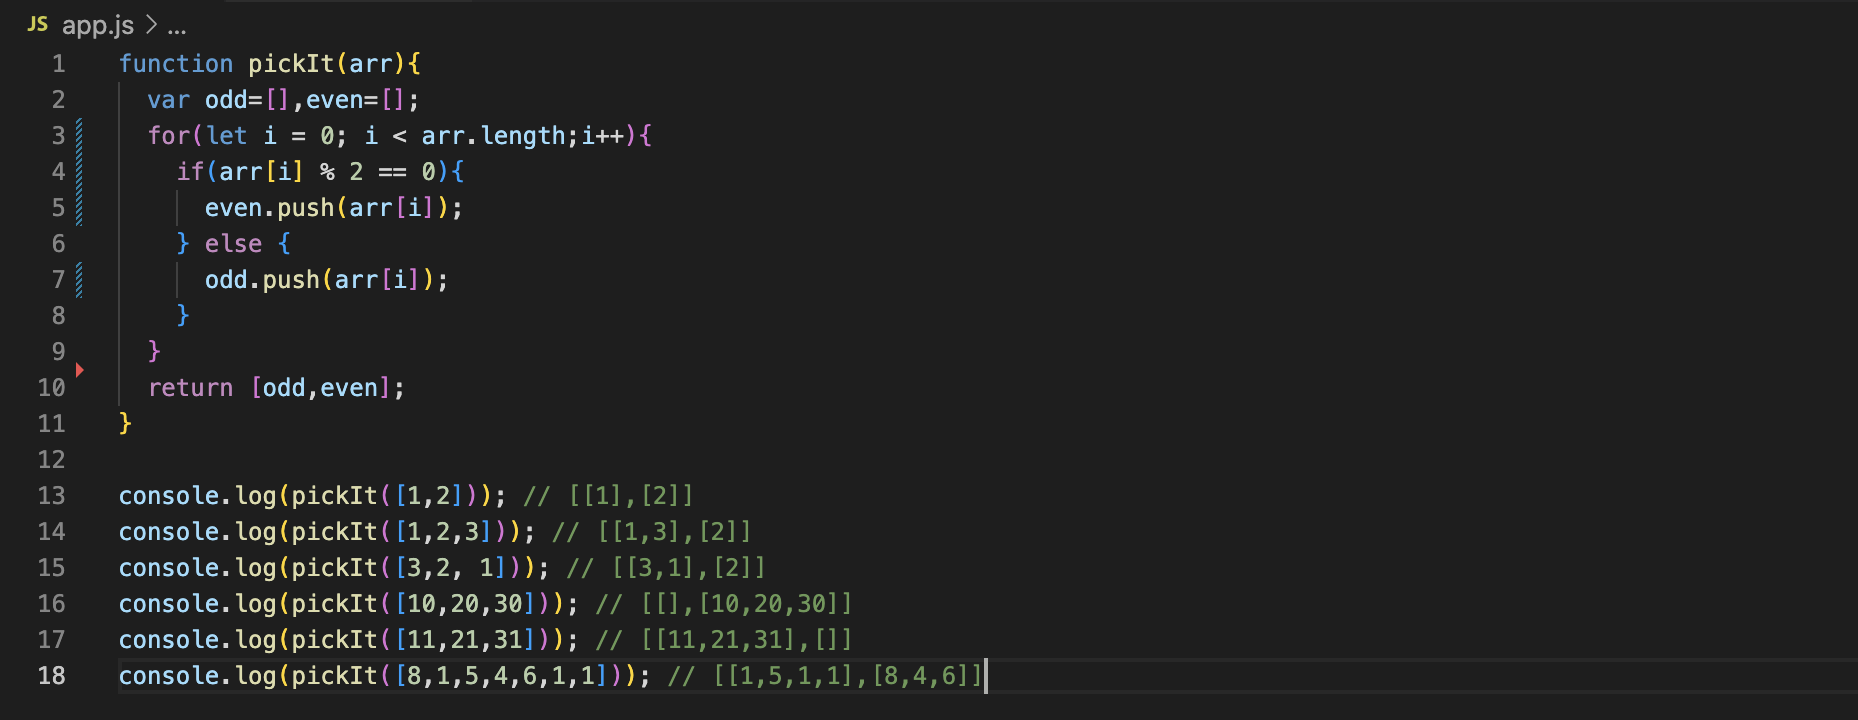 JS app.js > ...
1 function pickIt(arr){
2   var odd=[],even=[];
3   for(let i = 0; i < arr.length;i++){
4     if(arr[i] % 2 == 0){
5       even.push(arr[i]);
6     } else {
7       odd.push(arr[i]);
8     }
9   }
10   return [odd,even];
11 }
12
13 console.log(pickIt([1,2])); // [[1],[2]]
14 console.log(pickIt([1,2,3])); // [[1,3],[2]]
15 console.log(pickIt([3,2, 1])); // [[3,1],[2]]
16 console.log(pickIt([10,20,30])); // [[],[10,20,30]]
17 console.log(pickIt([11,21,31])); // [[11,21,31],[]]
18 console.log(pickIt([8,1,5,4,6,1,1])); // [[1,5,1,1],[8,4,6]]